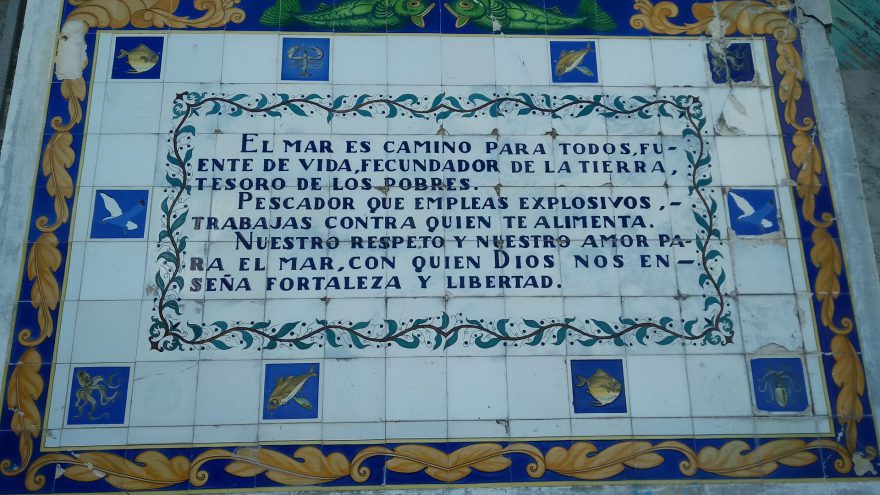 El mar es camino para todos, fu-
ente de vida, fecundador de la tierra,
tesoro de los pobres.
Pescador que empleas explosivos,-
trabajas contra quien te alimenta.
Nuestro respeto y nuestro amor pa-
ra el mar, con quien Dios nos en-
seña fortaleza y libertad.